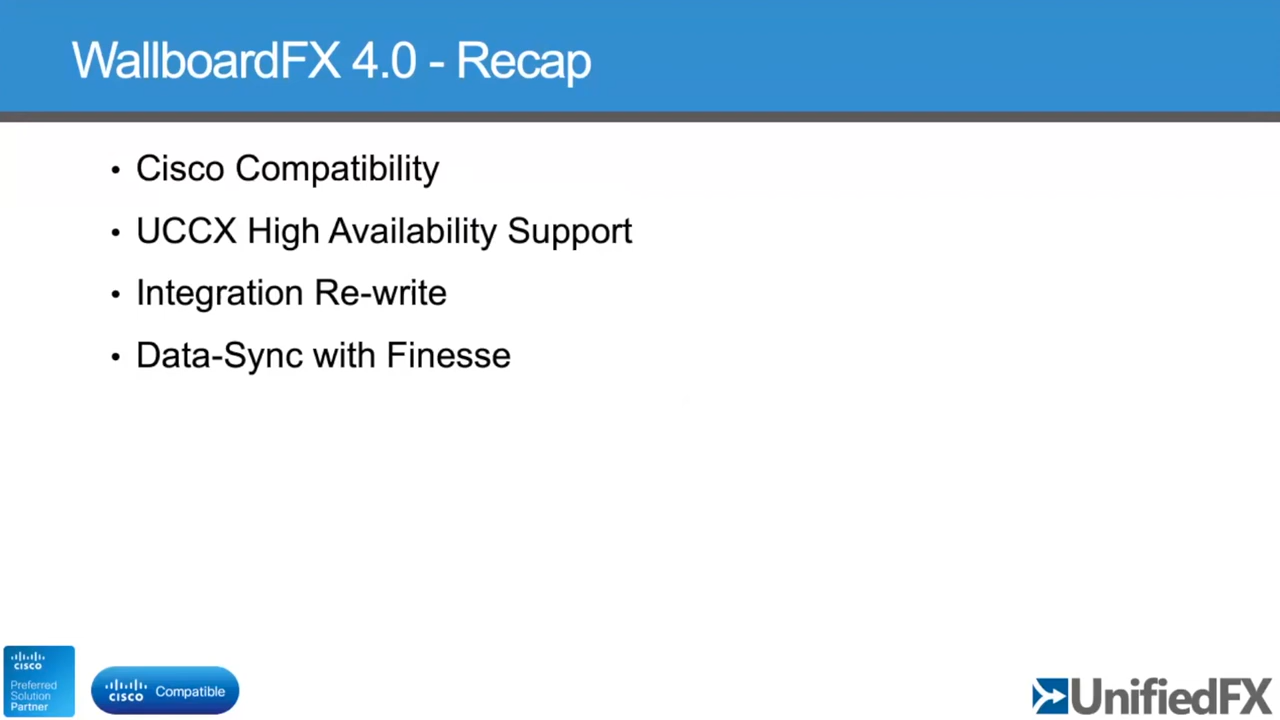 WallboardFX 4.0 - Recap
• Cisco Compatibility
• UCCX High Availability Support
• Integration Re-write
• Data-Sync with Finesse
CISCO
Preferred
Solution
Partner
CISCO Compatible
UnifiedFX